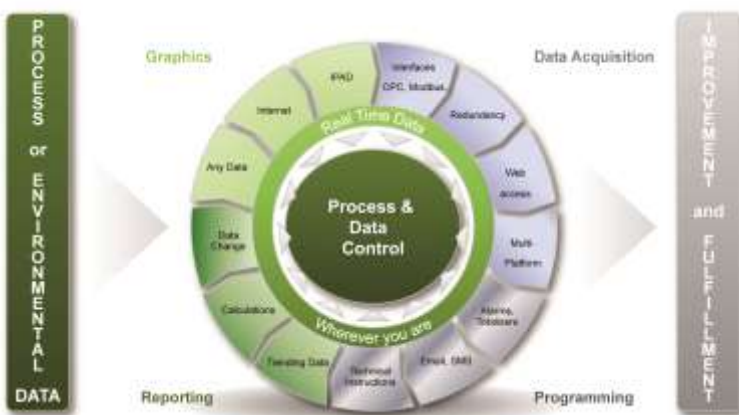 PROCESS or ENVIRONMENTAL DATA
Graphics
Data Acquisition
IPAD
Interfaces
OPC, Modbus,
Internet
Redundancy
Real Time Data
Any Data
Web
access
Process &
Data
Control
Data
Change
Multi
Platform
Calculations
Alarms,
Wherever you are
Trending Data
Technical
Instructions
Email, SMS
Reporting
Programming
IMPROVEMENT and FULFILLMENT